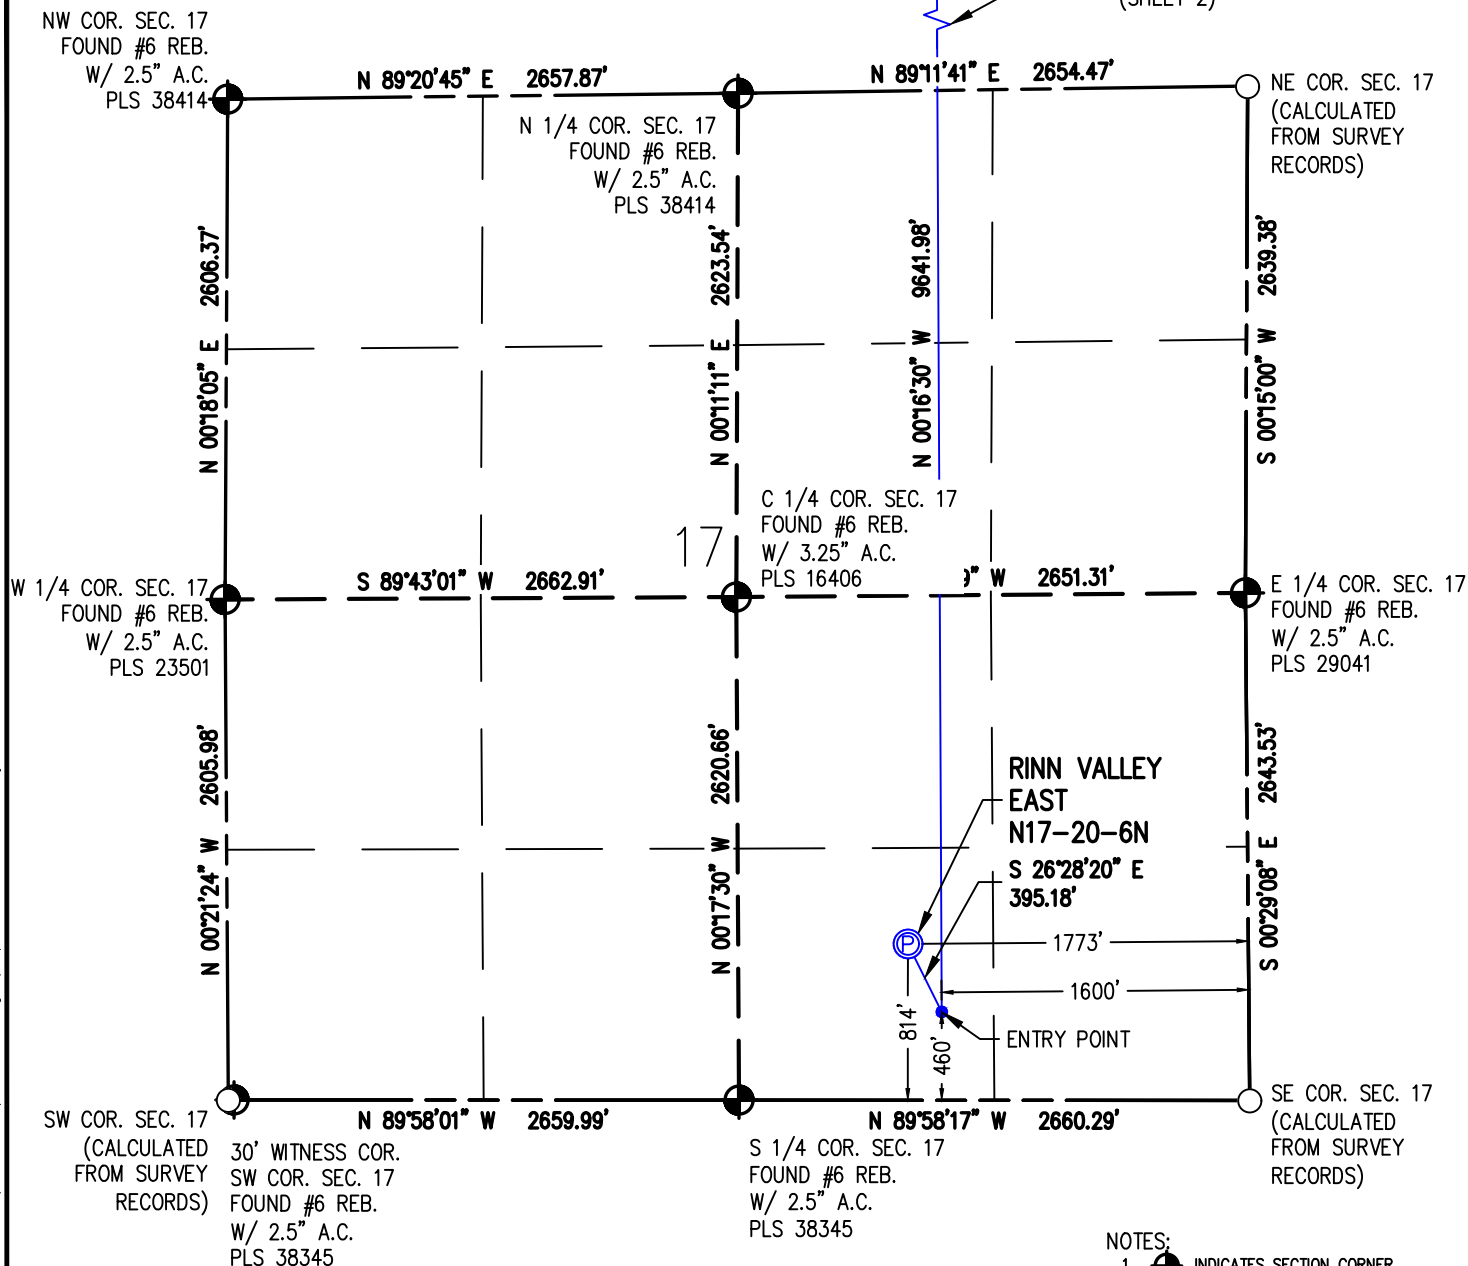 (SHEET 2)
NW COR. SEC. 17
FOUND #6 REB.
W/ 2.5" A.C.
PLS 38414
N 89°20'45" E 2657.87'
N 89°11'41" E 2654.47'
NE COR. SEC. 17
(CALCULATED
FROM SURVEY
RECORDS)
N 1/4 COR. SEC. 17
FOUND #6 REB.
W/ 2.5" A.C.
PLS 38414
N 00°18'05" E 2606.37'
N 00°11'11" E 2623.54'
N 00°16'30" W 9641.98'
S 00°15'00" W 2639.38'
C 1/4 COR. SEC. 17
FOUND #6 REB.
W/ 3.25" A.C.
PLS 16406
17
W 1/4 COR. SEC. 17
FOUND #6 REB.
W/ 2.5" A.C.
PLS 23501
S 89°43'01" W 2662.91'
" W 2651.31'
E 1/4 COR. SEC. 17
FOUND #6 REB.
W/ 2.5" A.C.
PLS 29041
N 00°21'24" W 2605.98'
N 00°17'30" W 2620.66'
RINN VALLEY
EAST
N17-20-6N
S 26°28'20" E
395.18'
S 00°29'08" E 2643.53'
P
1773'
1600'
814'
460'
ENTRY POINT
SW COR. SEC. 17
(CALCULATED
FROM SURVEY
RECORDS)
N 89°58'01" W 2659.99'
N 89°58'17" W 2660.29'
SE COR. SEC. 17
(CALCULATED
FROM SURVEY
RECORDS)
30' WITNESS COR.
SW COR. SEC. 17
FOUND #6 REB.
W/ 2.5" A.C.
PLS 38345
S 1/4 COR. SEC. 17
FOUND #6 REB.
W/ 2.5" A.C.
PLS 38345
NOTES:
1. INDICATES SECTION CORNER